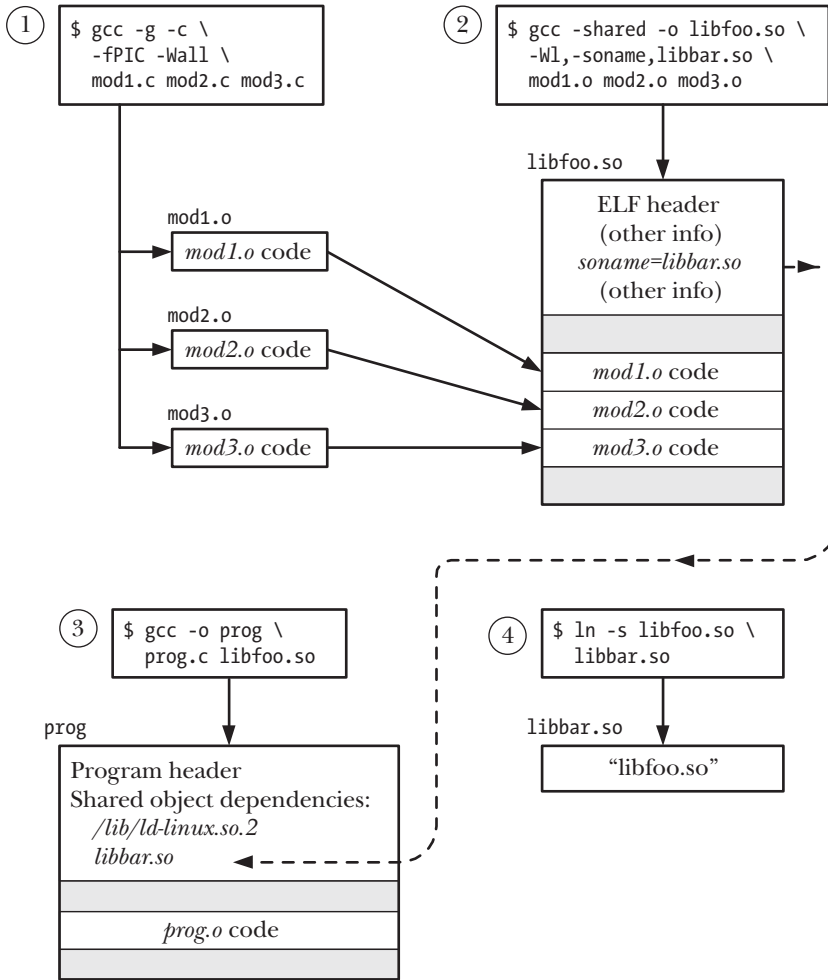 1
$ gcc -g -c \
-fPIC -Wall \
mod1.c mod2.c mod3.c
2
$ gcc -shared -o libfoo.so \
-Wl,-soname,libbar.so \
mod1.o mod2.o mod3.o
libfoo.so
ELF header
(other info)
soname=libbar.so
(other info)
mod1.o code
mod2.o code
mod3.o code
mod1.o
mod1.o code
mod2.o
mod2.o code
mod3.o
mod3.o code
3
$ gcc -o prog \
prog.c libfoo.so
prog
Program header
Shared object dependencies:
/lib/ld-linux.so.2
libbar.so
prog.o code
4
$ ln -s libfoo.so \
libbar.so
libbar.so
“libfoo.so”